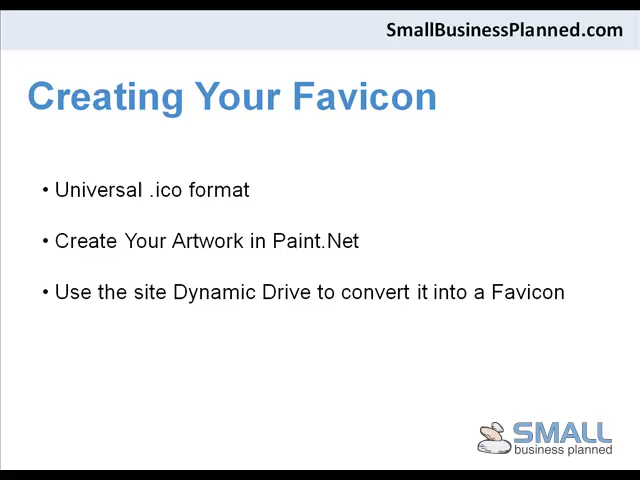 SmallBusinessPlanned.com
Creating Your Favicon
• Universal .ico format
• Create Your Artwork in Paint.Net
• Use the site Dynamic Drive to convert it into a Favicon
SMALL
business planned